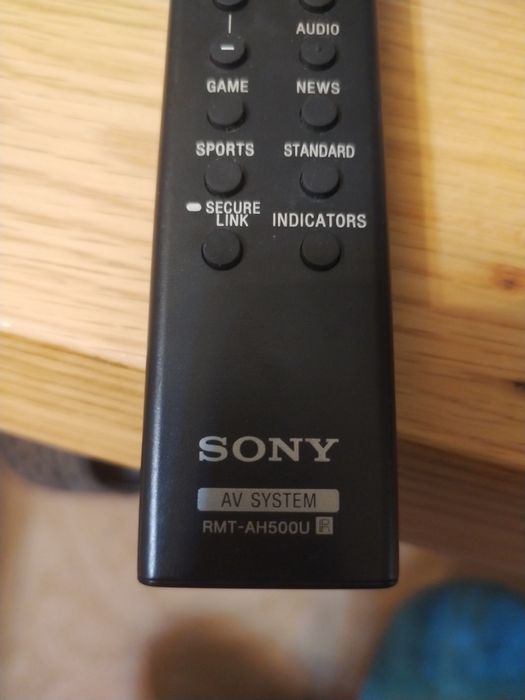 AUDIO
GAME NEWS
SPORTS STANDARD
SECURE
LINK INDICATORS
SONY
AV SYSTEM
RMT-AH500U R